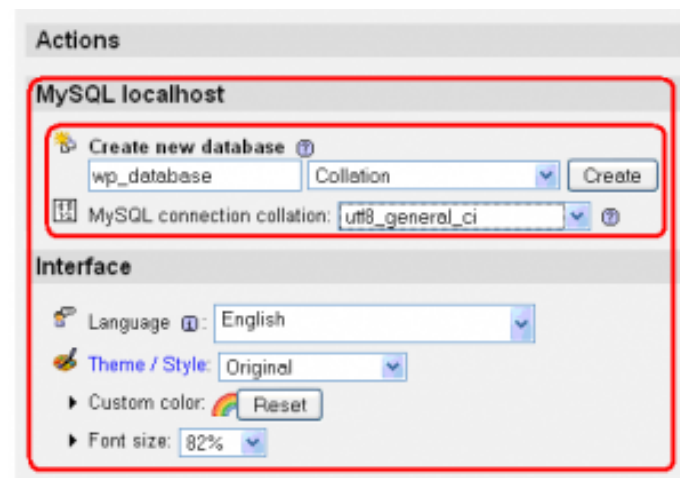 Actions
MySQL localhost
Create new database
wp_database Collation Create
MySQL connection collation: utf8_general_ci
Interface
Language : English
Theme / Style: Original
Custom color: Reset
Font size: 82%